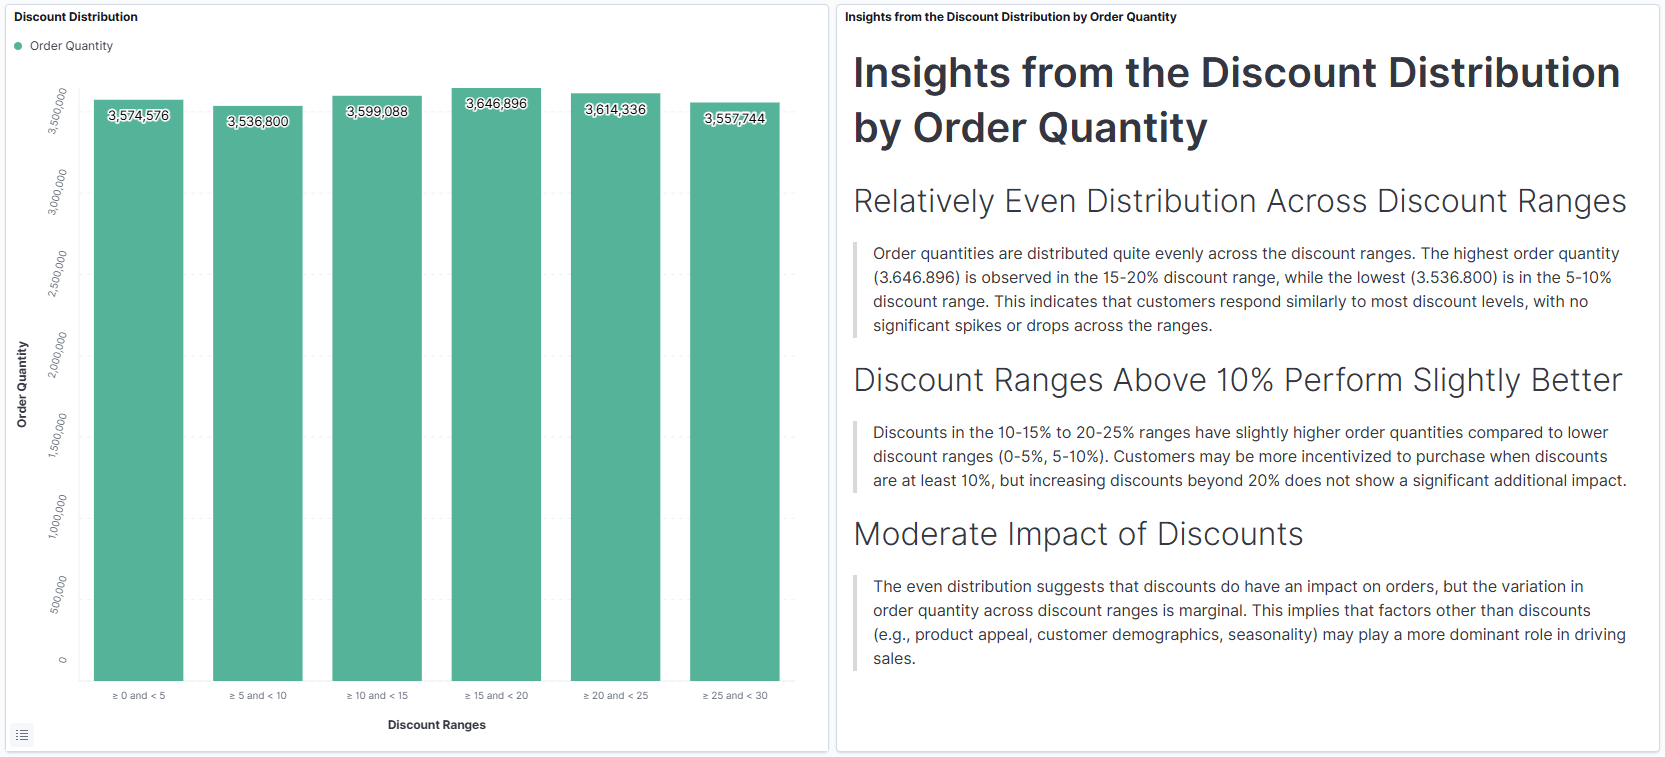 Discount Distribution
Order Quantity
3,500,000
3,000,000
2,500,000
2,000,000
1,500,000
1,000,000
500,000
0
Order Quantity
3,574,576
3,536,800
3,599,088
3,646,896
3,614,336
3,557,744
≥ 0 and < 5
≥ 5 and < 10
≥ 10 and < 15
≥ 15 and < 20
≥ 20 and < 25
≥ 25 and < 30
Discount Ranges
Insights from the Discount Distribution by Order Quantity
Insights from the Discount Distribution
by Order Quantity
Relatively Even Distribution Across Discount Ranges
Order quantities are distributed quite evenly across the discount ranges. The highest order quantity
(3.646.896) is observed in the 15-20% discount range, while the lowest (3.536.800) is in the 5-10%
discount range. This indicates that customers respond similarly to most discount levels, with no
significant spikes or drops across the ranges.
Discount Ranges Above 10% Perform Slightly Better
Discounts in the 10-15% to 20-25% ranges have slightly higher order quantities compared to lower
discount ranges (0-5%, 5-10%). Customers may be more incentivized to purchase when discounts
are at least 10%, but increasing discounts beyond 20% does not show a significant additional impact.
Moderate Impact of Discounts
The even distribution suggests that discounts do have an impact on orders, but the variation in
order quantity across discount ranges is marginal. This implies that factors other than discounts
(e.g., product appeal, customer demographics, seasonality) may play a more dominant role in driving
sales.